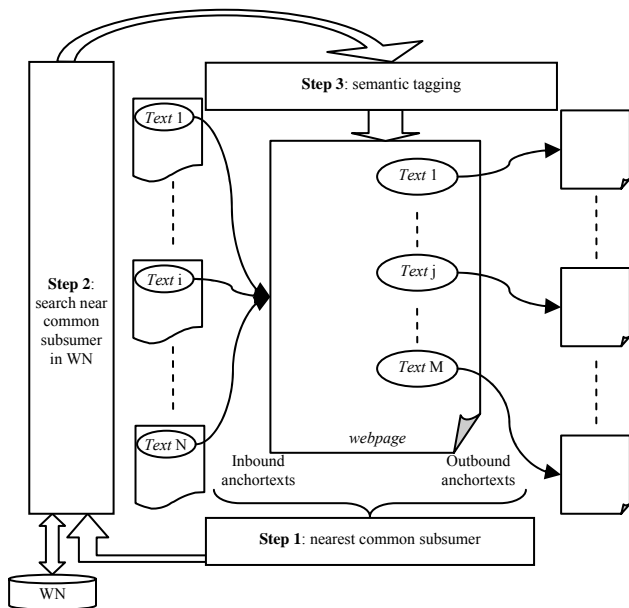 Step 3: semantic tagging
Text 1
Text 1
Step 2:
search near
common
subsumer
in WN
Text i
Text j
Text M
Text N
webpage
Inbound
anchortexts
Outbound
anchortexts
Step 1: nearest common subsumer
WN